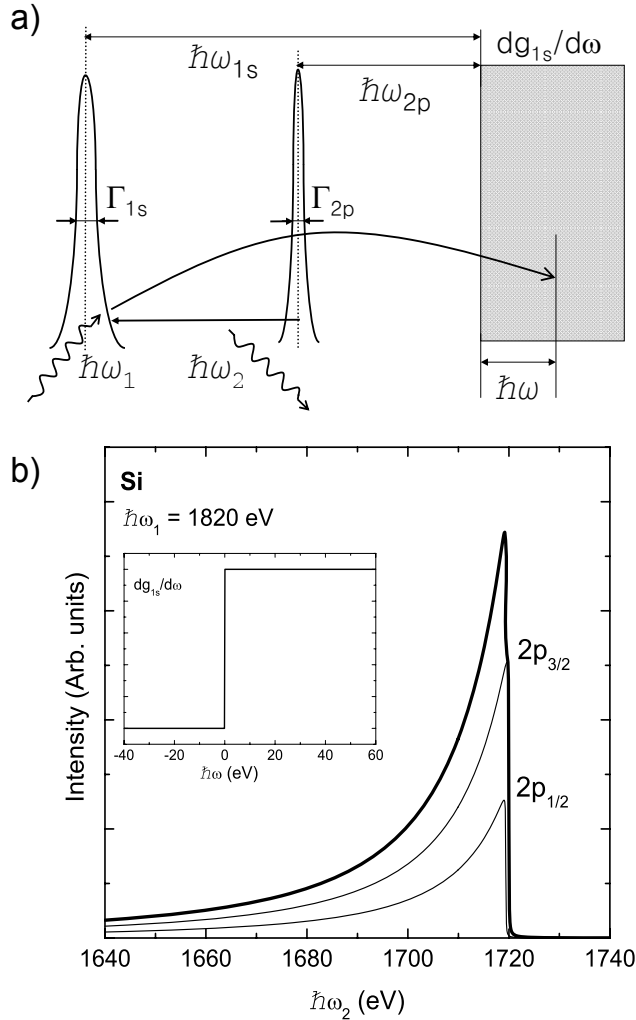 a)
ℏω1s
dg1s/dω
ℏω2p
Γ1s
Γ2p
ℏω1
ℏω2
ℏω
b)
Si
ℏω1 = 1820 eV
dg1s/dω
-40 -20 0 20 40 60
ℏω (eV)
2p3/2
2p1/2
Intensity (Arb. units)
1640 1660 1680 1700 1720 1740
ℏω2 (eV)